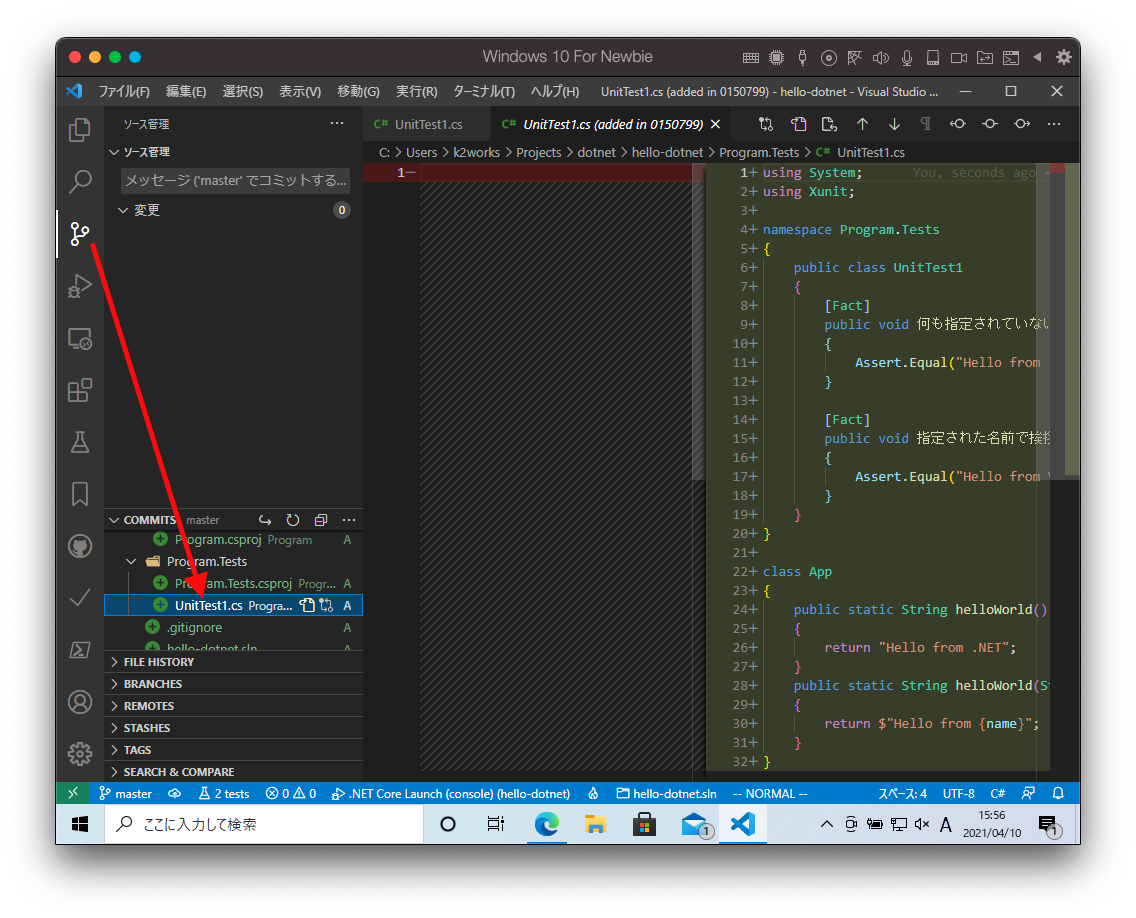 Windows 10 For Newbie
ファイル(F) 編集(E) 選択(S) 表示(V) 移動(G) 実行(R) ターミナル(T) ヘルプ(H) UnitTest1.cs (added in 0150799) - hello-dotnet - Visual Studio ...
ソース管理 ...
ソース管理
メッセージ ('master' でコミットする...
変更 0
C# UnitTest1.cs
C# UnitTest1.cs (added in 0150799)
C: > Users > k2works > Projects > dotnet > hello-dotnet > Program.Tests > C# UnitTest1.cs
1−
1+ using System; You, seconds ago •
2+ using Xunit;
3+
4+ namespace Program.Tests
5+ {
6+ public class UnitTest1
7+ {
8+ [Fact]
9+ public void 何も指定されていない
10+ {
11+ Assert.Equal("Hello from
12+ }
13+
14+ [Fact]
15+ public void 指定された名前で挨拶
16+ {
17+ Assert.Equal("Hello from
18+ }
19+ }
20+ }
21+
22+ class App
23+ {
24+ public static String helloWorld()
25+ {
26+ return "Hello from .NET";
27+ }
28+ public static String helloWorld(St
29+ {
30+ return $"Hello from {name}";
31+ }
32+ }
COMMITS master ...
Program.csproj Program A
Program.Tests
Program.Tests.csproj Progr... A
UnitTest1.cs Progra... A
.gitignore A
hello-dotnet.sln A
FILE HISTORY
BRANCHES
REMOTES
STASHES
TAGS
SEARCH & COMPARE
master 2 tests 0 0 .NET Core Launch (console) (hello-dotnet) hello-dotnet.sln -- NORMAL -- スペース: 4 UTF-8 C#
ここに入力して検索
1
A
15:56
2021/04/10
1